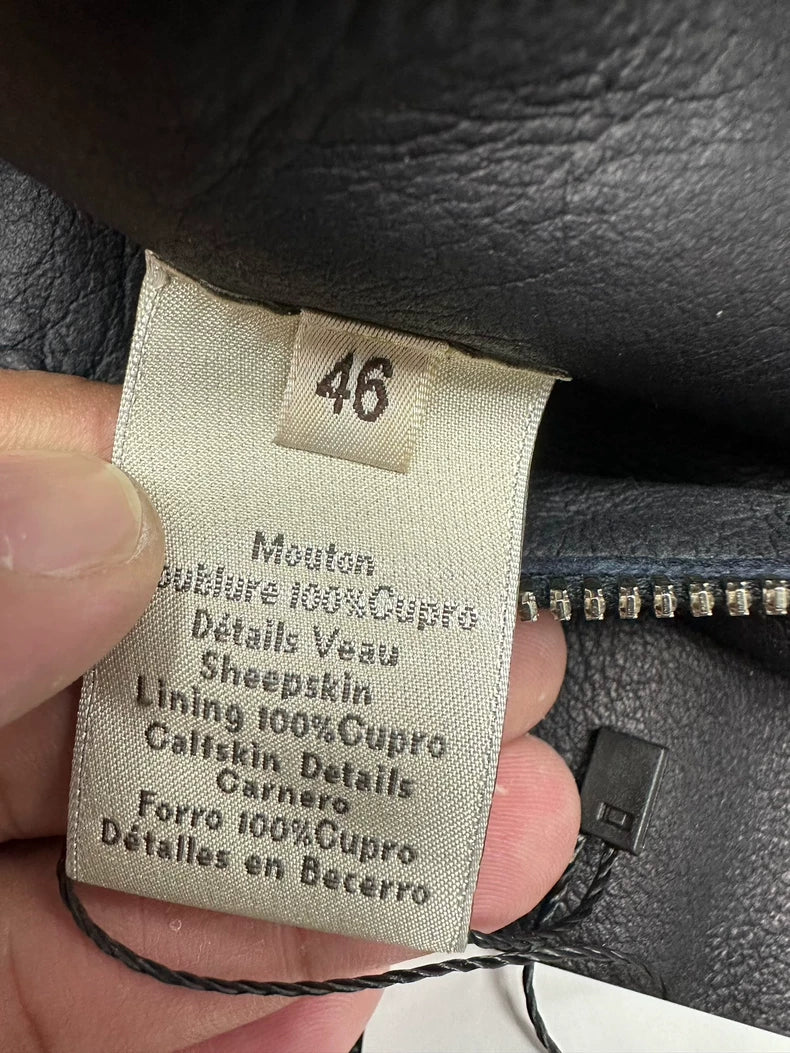 46
Mouton
oublure 100%Cupro
Détails Veau
Sheepskin
Lining 100%Cupro
Calfskin Details
Carnero
Forro 100%Cupro
Détalles en Becerro